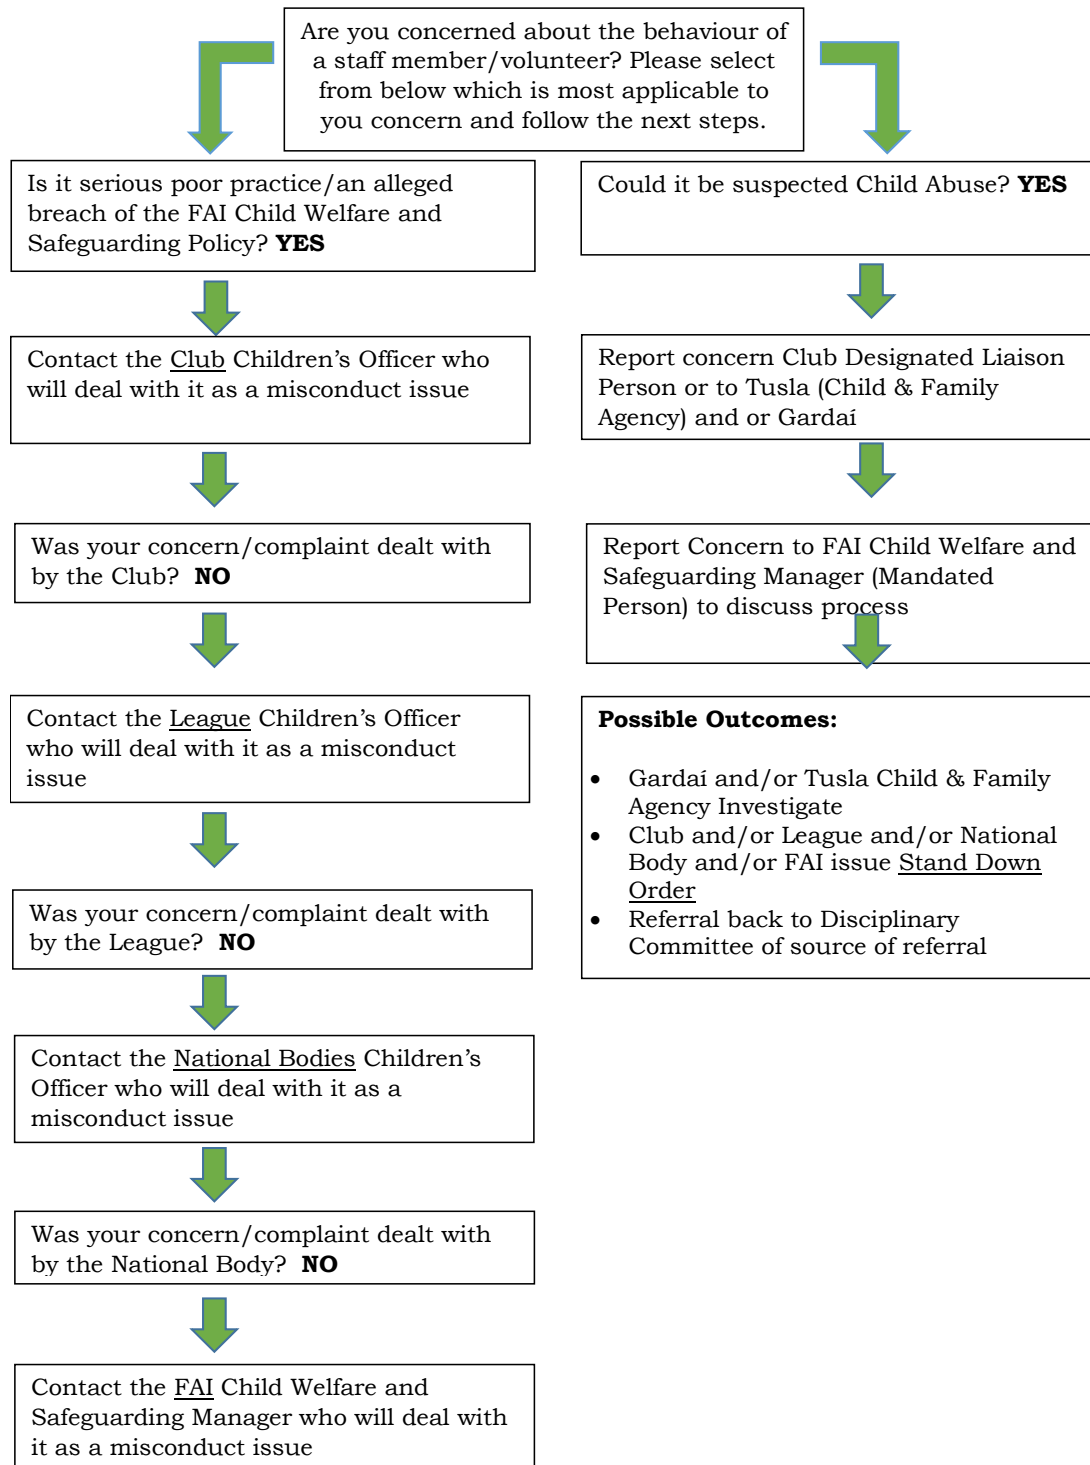 Are you concerned about the behaviour of
a staff member/volunteer? Please select
from below which is most applicable to
you concern and follow the next steps.
Is it serious poor practice/an alleged
breach of the FAI Child Welfare and
Safeguarding Policy? YES
Contact the Club Children's Officer who
will deal with it as a misconduct issue
Was your concern/complaint dealt with
by the Club? NO
Contact the League Children's Officer
who will deal with it as a misconduct
issue
Was your concern/complaint dealt with
by the League? NO
Contact the National Bodies Children's
Officer who will deal with it as a
misconduct issue
Was your concern/complaint dealt with
by the National Body? NO
Contact the FAI Child Welfare and
Safeguarding Manager who will deal with
it as a misconduct issue
Could it be suspected Child Abuse? YES
Report concern Club Designated Liaison
Person or to Tusla (Child & Family
Agency) and or Gardaí
Report Concern to FAI Child Welfare and
Safeguarding Manager (Mandated
Person) to discuss process
Possible Outcomes:
• Gardaí and/or Tusla Child & Family
Agency Investigate
• Club and/or League and/or National
Body and/or FAI issue Stand Down
Order
• Referral back to Disciplinary
Committee of source of referral